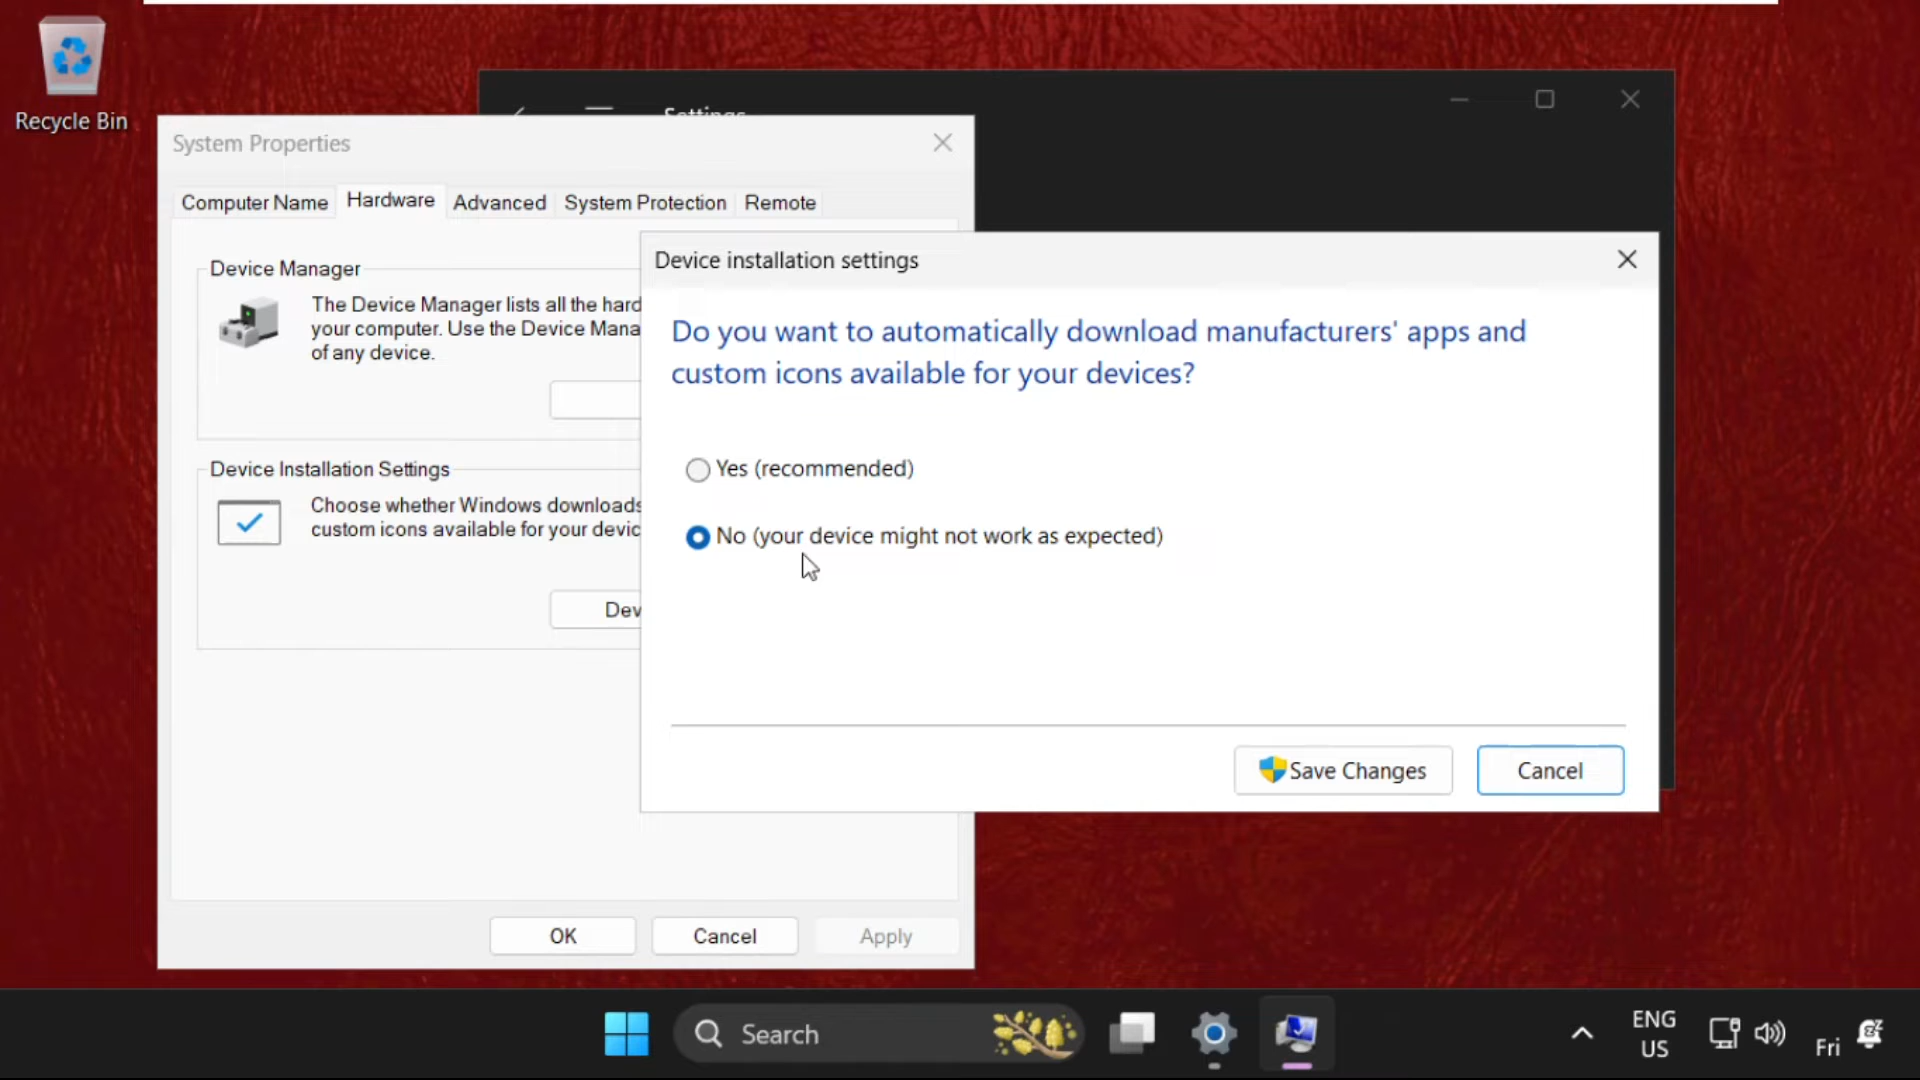 Recycle Bin
Settings
System Properties
Computer Name
Hardware
Advanced
System Protection
Remote
Device Manager
The Device Manager lists all the hard
your computer. Use the Device Mana
of any device.
Device Installation Settings
Choose whether Windows downloads
custom icons available for your devic
Dev
OK
Cancel
Apply
Device installation settings
Do you want to automatically download manufacturers' apps and
custom icons available for your devices?
Yes (recommended)
No (your device might not work as expected)
Save Changes
Cancel
Search
ENG
US
Fri